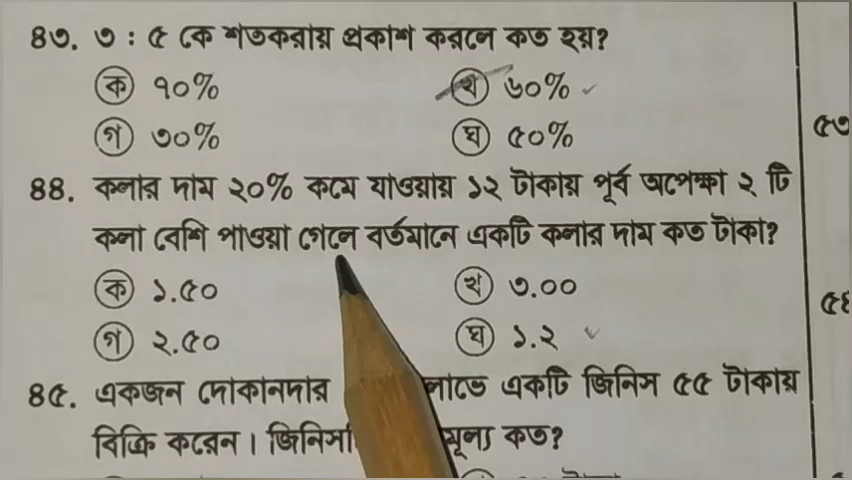 ৪৩. ৩ : ৫ কে শতকরায় প্রকাশ করলে কত হয়?
ক ৭০% খ ৬০%
গ ৩০% ঘ ৫০%
৪৪. কলার দাম ২০% কমে যাওয়ায় ১২ টাকায় পূর্ব অপেক্ষা ২ টি
কলা বেশি পাওয়া গেলে বর্তমানে একটি কলার দাম কত টাকা?
ক ১.৫০ খ ৩.০০
গ ২.৫০ ঘ ১.২
৪৫. একজন দোকানদার লাভে একটি জিনিস ৫৫ টাকায়
বিক্রি করেন। মূল্য কত?
৫৩